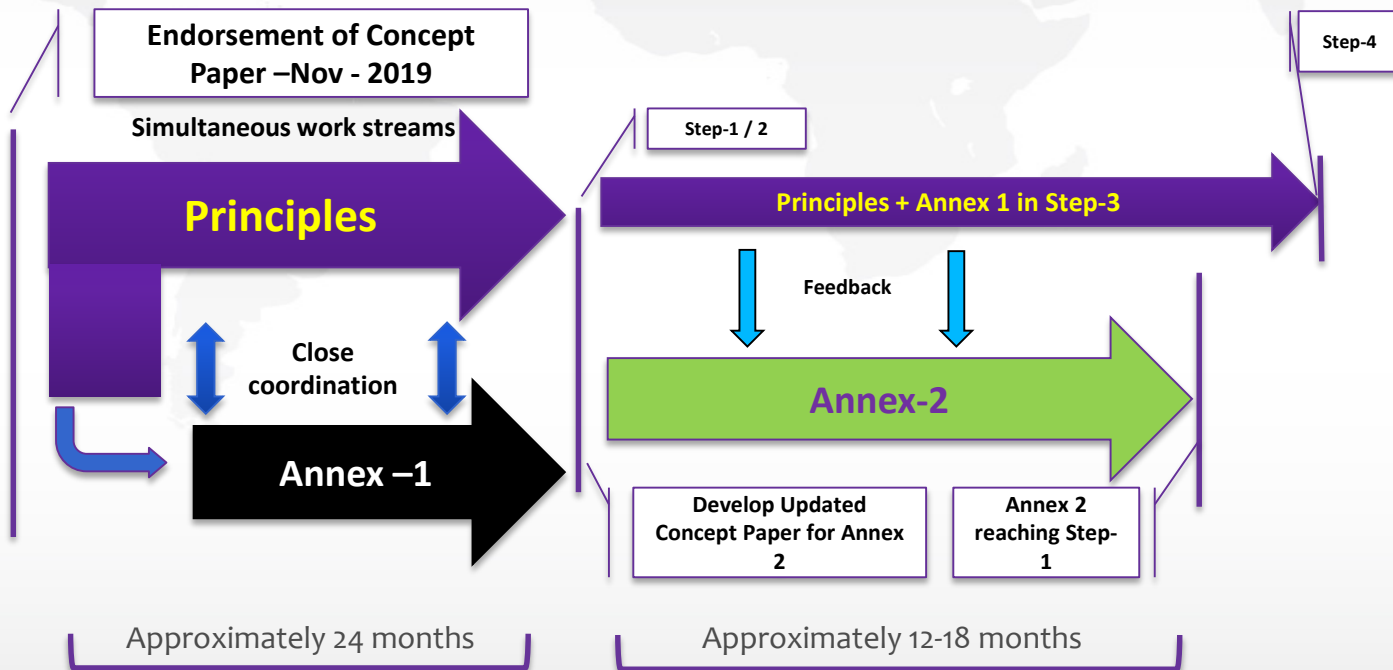 Endorsement of Concept
Paper –Nov - 2019
Step-4
Simultaneous work streams
Step-1 / 2
Principles
Principles + Annex 1 in Step-3
Feedback
Close
coordination
Annex-2
Annex –1
Develop Updated
Concept Paper for Annex
2
Annex 2
reaching Step-
1
Approximately 24 months
Approximately 12-18 months